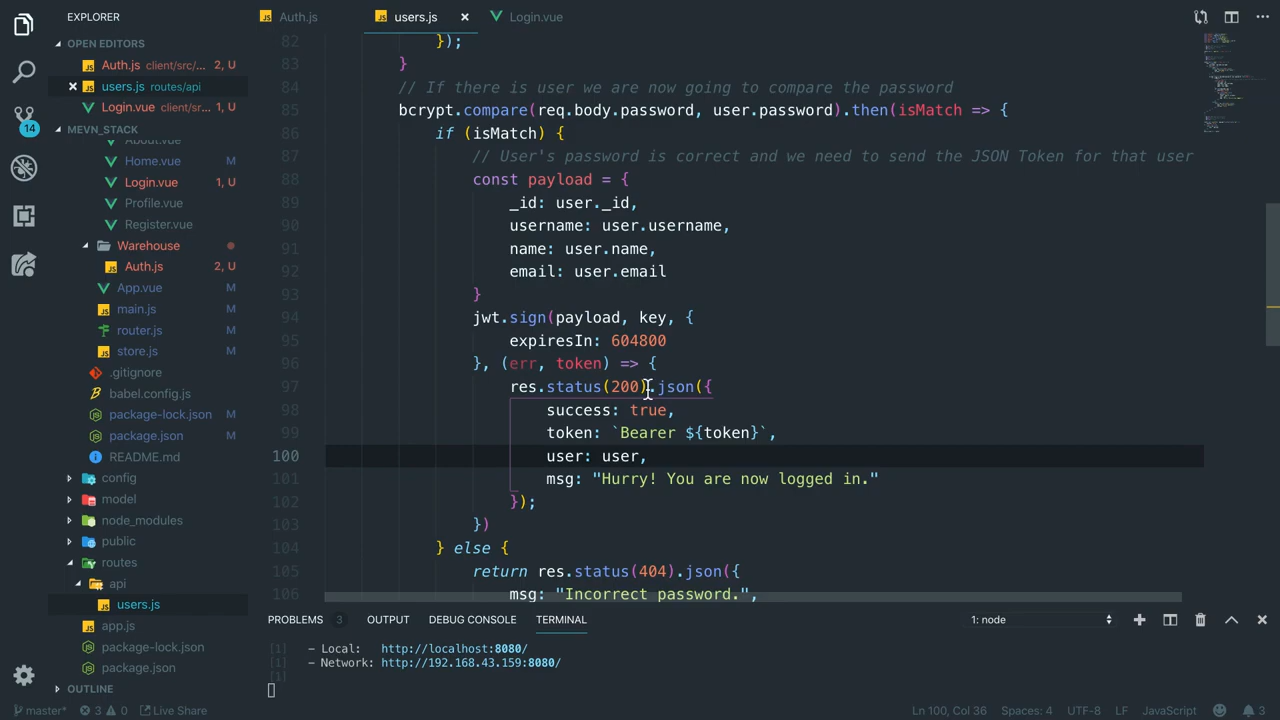 EXPLORER
Auth.js
users.js
Login.vue
OPEN EDITORS
Auth.js client/src/... 2, U
users.js routes/api
Login.vue client/sr... 1, U
MEVN_STACK
About.vue
Home.vue M
Login.vue 1, U
Profile.vue
Register.vue
Warehouse
Auth.js 2, U
App.vue M
main.js M
router.js M
store.js M
.gitignore
babel.config.js
package-lock.json M
package.json M
README.md
config
model
node_modules
public
routes
api
users.js
app.js
package-lock.json
package.json
OUTLINE
14
82 });
83 }
84 // If there is user we are now going to compare the password
85 bcrypt.compare(req.body.password, user.password).then(isMatch => {
86 if (isMatch) {
87 // User's password is correct and we need to send the JSON Token for that user
88 const payload = {
89 _id: user._id,
90 username: user.username,
91 name: user.name,
92 email: user.email
93 }
94 jwt.sign(payload, key, {
95 expiresIn: 604800
96 }, (err, token) => {
97 res.status(200).json({
98 success: true,
99 token: `Bearer ${token}`,
100 user: user,
101 msg: "Hurry! You are now logged in."
102 });
103 })
104 } else {
105 return res.status(404).json({
106 msg: "Incorrect password.",
PROBLEMS 3 OUTPUT DEBUG CONSOLE TERMINAL 1: node
[1] - Local: http://localhost:8080/
[1] - Network: http://192.168.43.159:8080/
[1]
master* 3 0 Live Share Ln 100, Col 36 Spaces: 4 UTF-8 LF JavaScript 3